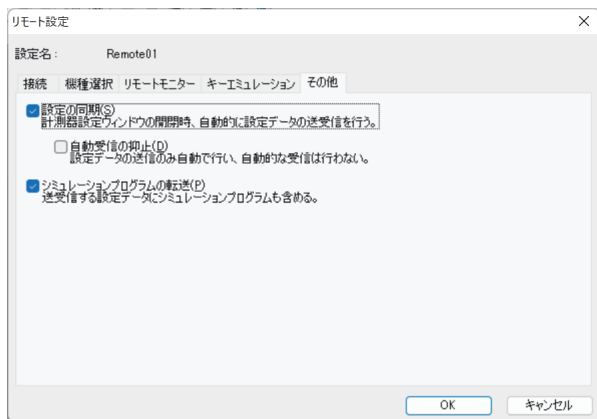 リモート設定
設定名： Remote01
接続 機種選択 リモートモニター キーエミュレーション その他
設定の同期(S)
計測器設定ウィンドウの開閉時、自動的に設定データの送受信を行う。
自動受信の抑止(D)
設定データの送信のみ自動で行い、自動的な受信は行わない。
シミュレーションプログラムの転送(P)
送受信する設定データにシミュレーションプログラムも含める。
OK キャンセル